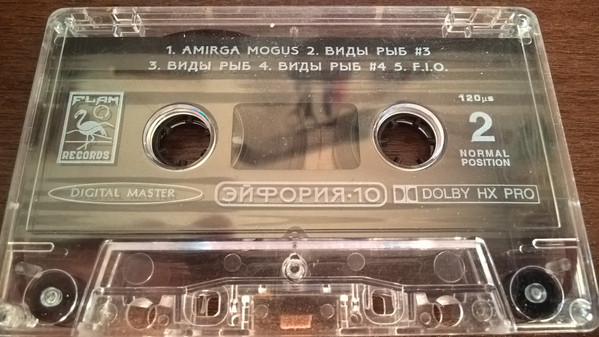 1. AMIRGA MOGUS 2. ВИДЫ РЫБ #3
3. ВИДЫ РЫБ 4. ВИДЫ РЫБ #4 5. F.I.O.
FLAM
RECORDS
120µs
2
NORMAL
POSITION
DIGITAL MASTER
ЭЙФОРИЯ·10
DOLBY HX PRO